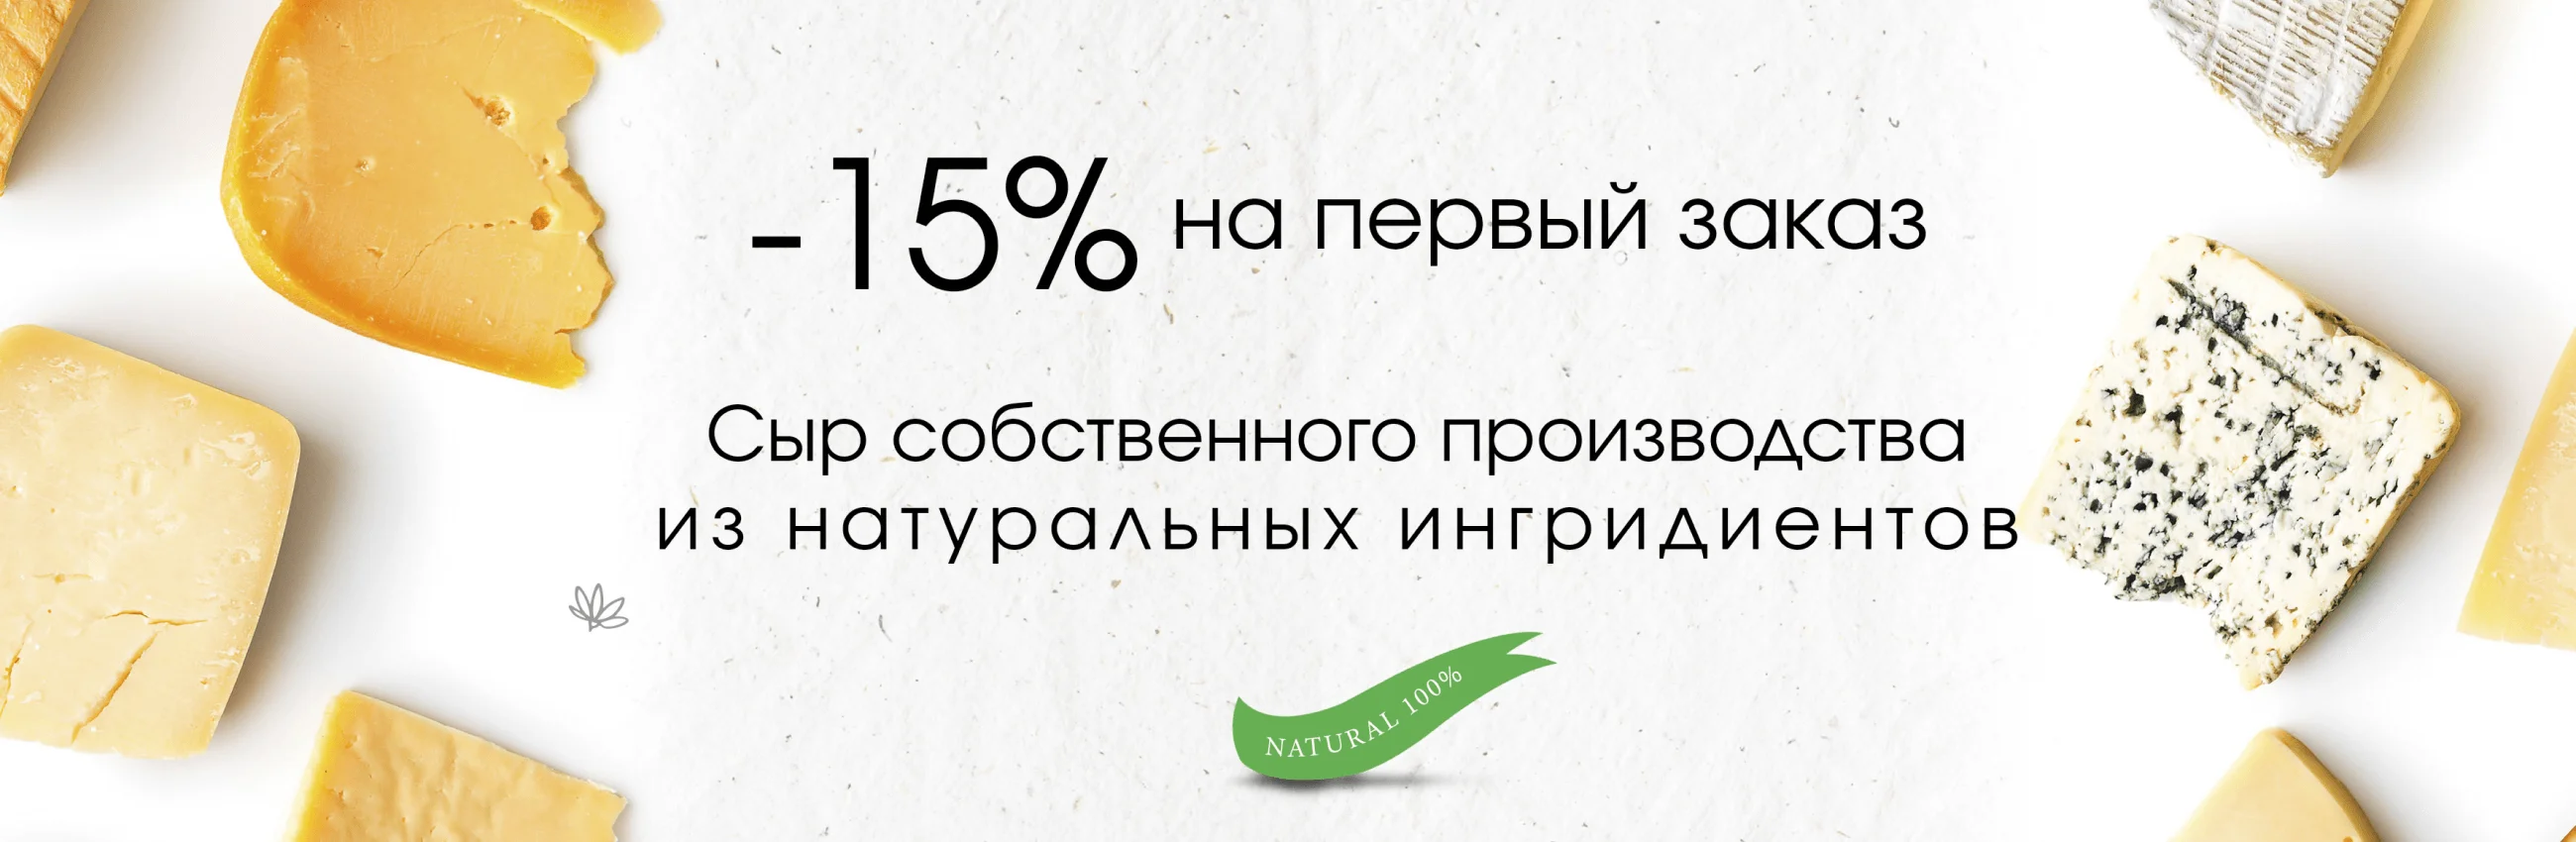 -15% на первый заказ
Сыр собственного производства
из натуральных ингридиентов
NATURAL 100%